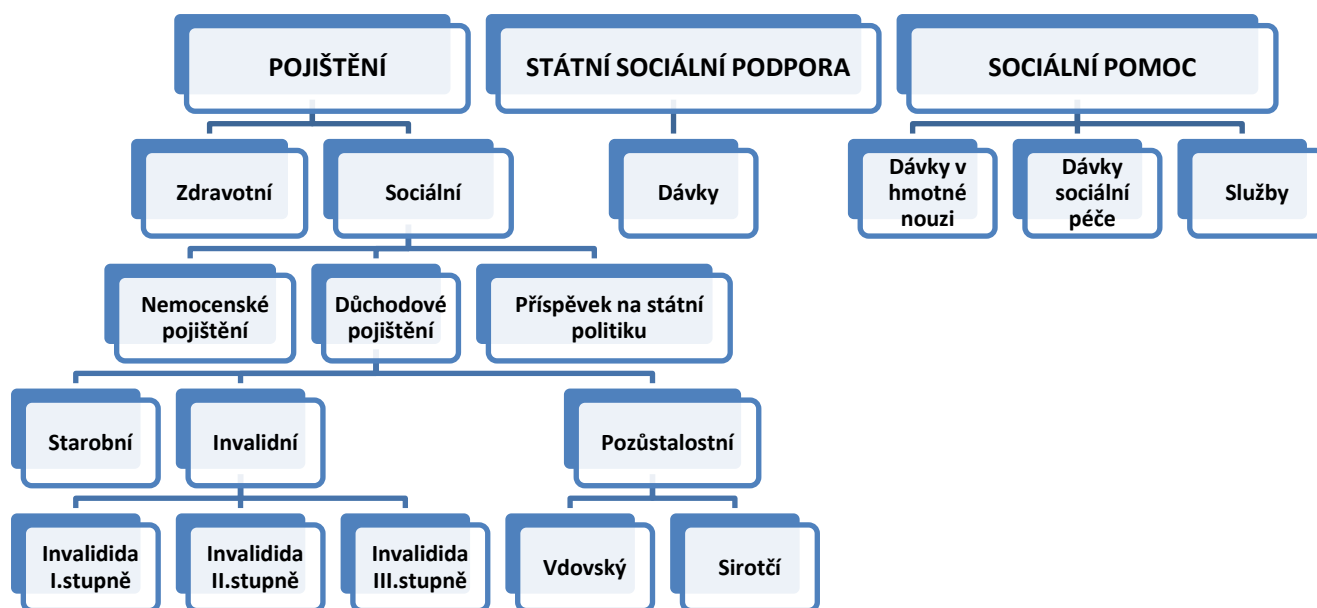 POJIŠTĚNÍ
STÁTNÍ SOCIÁLNÍ PODPORA
SOCIÁLNÍ POMOC
Zdravotní
Sociální
Dávky
Dávky v
hmotné
nouzi
Dávky
sociální
péče
Služby
Nemocenské
pojištění
Důchodové
pojištění
Příspěvek na státní
politiku
Starobní
Invalidní
Pozůstalostní
Invalidida
I.stupně
Invalidida
II.stupně
Invalidida
III.stupně
Vdovský
Sirotčí